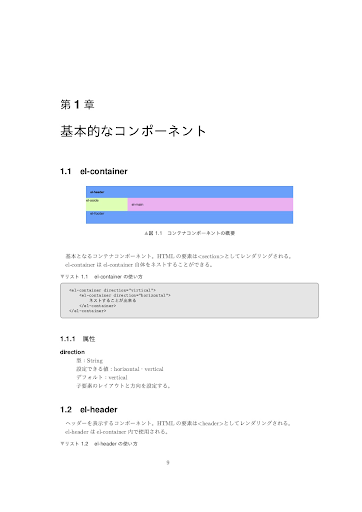 第 1 章
基本的なコンポーネント
1.1 el-container
el-header
el-aside
el-main
el-footer
▲図 1.1 コンテナコンポーネントの概要
基本となるコンテナコンポーネント。HTML の要素は<section>としてレンダリングされる。
el-container は el-container 自体をネストすることができる。
▼リスト 1.1 el-container の使い方
<el-container direction="vertical">
<el-container direction="horizontal">
ネストすることが出来る
</el-container>
</el-container>
1.1.1 属性
direction
型：String
設定できる値：horizontal・vertical
デフォルト：vertical
子要素のレイアウトと方向を設定する。
1.2 el-header
ヘッダーを表示するコンポーネント。HTML の要素は<header>としてレンダリングされる。
el-header は el-container 内で使用される。
▼リスト 1.2 el-header の使い方
9